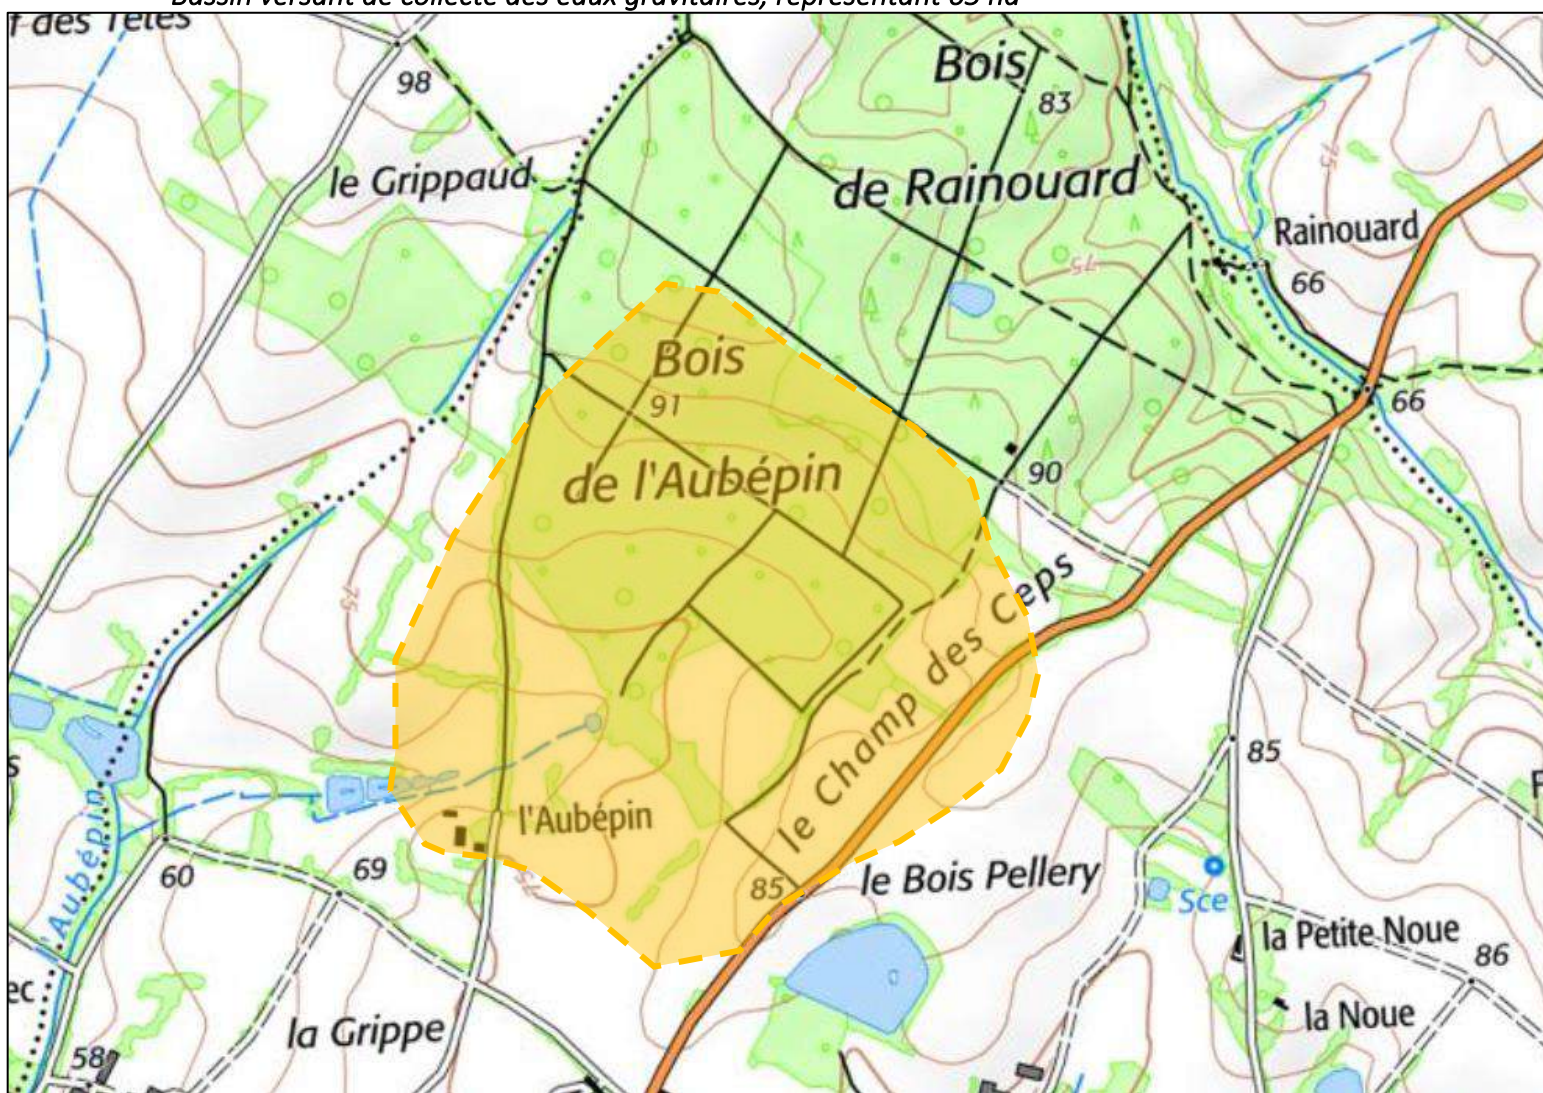 Bassin versant de collecte des eaux gravitaires, représentant 65 ha
des Têtes
98
Bois
83
le Grippaud
de Rainouard
75
Rainouard
75
66
Bois
91
66
de l'Aubépin
90
75
le Champ des Ceps
85
l'Aubépin
75
69
60
85
le Bois Pellery
Sce
l'Aubépin
la Petite Noue
86
la Grippe
la Noue
58